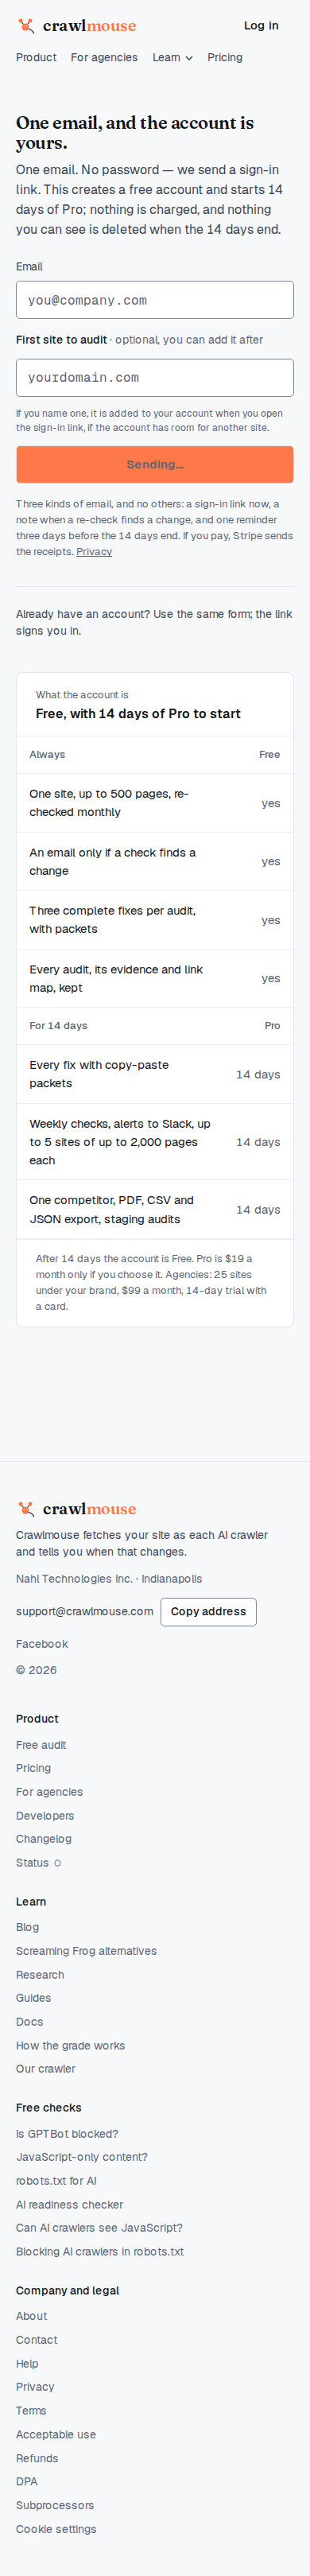 crawlmouse
Log in
Product For agencies Learn Pricing
One email, and the account is
yours.
One email. No password — we send a sign-in
link. This creates a free account and starts 14
days of Pro; nothing is charged, and nothing
you can see is deleted when the 14 days end.
Email
you@company.com
First site to audit · optional, you can add it after
yourdomain.com
If you name one, it is added to your account when you open
the sign-in link, if the account has room for another site.
Sending…
Three kinds of email, and no others: a sign-in link now, a
note when a re-check finds a change, and one reminder
three days before the 14 days end. If you pay, Stripe sends
the receipts. Privacy
Already have an account? Use the same form; the link
signs you in.
What the account is
Free, with 14 days of Pro to start
Always Free
One site, up to 500 pages, re-
checked monthly
yes
An email only if a check finds a
change
yes
Three complete fixes per audit,
with packets
yes
Every audit, its evidence and link
map, kept
yes
For 14 days Pro
Every fix with copy-paste
packets
14 days
Weekly checks, alerts to Slack, up
to 5 sites of up to 2,000 pages
each
14 days
One competitor, PDF, CSV and
JSON export, staging audits
14 days
After 14 days the account is Free. Pro is $19 a
month only if you choose it. Agencies: 25 sites
under your brand, $99 a month, 14-day trial with
a card.
crawlmouse
Crawlmouse fetches your site as each AI crawler
and tells you when that changes.
Nahl Technologies Inc. · Indianapolis
support@crawlmouse.com Copy address
Facebook
© 2026
Product
Free audit
Pricing
For agencies
Developers
Changelog
Status
Learn
Blog
Screaming Frog alternatives
Research
Guides
Docs
How the grade works
Our crawler
Free checks
Is GPTBot blocked?
JavaScript-only content?
robots.txt for AI
AI readiness checker
Can AI crawlers see JavaScript?
Blocking AI crawlers in robots.txt
Company and legal
About
Contact
Help
Privacy
Terms
Acceptable use
Refunds
DPA
Subprocessors
Cookie settings